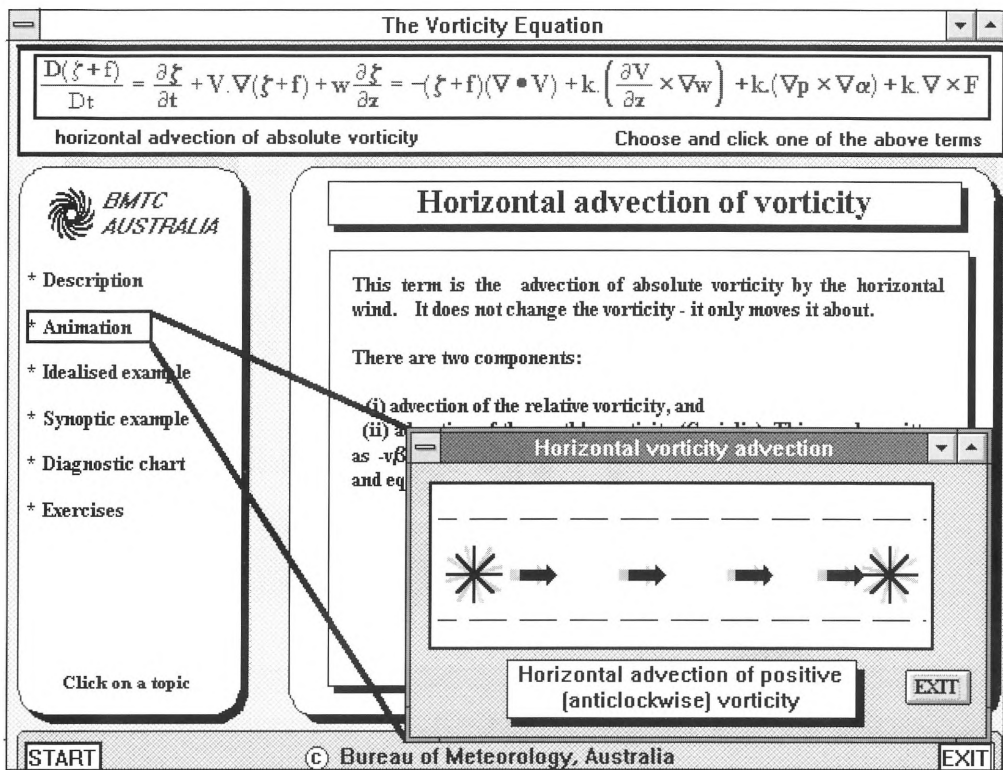 The Vorticity Equation
D(ζ+f)/Dt = ∂ζ/∂t + V.∇(ζ+f) + w ∂ζ/∂z = -(ζ+f)(∇•V) + k.(∂V/∂z × ∇w) + k.(∇p × ∇α) + k.∇ × F
horizontal advection of absolute vorticity
Choose and click one of the above terms
BMTC
AUSTRALIA
* Description
* Animation
* Idealised example
* Synoptic example
* Diagnostic chart
* Exercises
Click on a topic
Horizontal advection of vorticity
This term is the advection of absolute vorticity by the horizontal
wind. It does not change the vorticity - it only moves it about.
There are two components:
(i) advection of the relative vorticity, and
(ii)
as -vβ
and
Horizontal vorticity advection
Horizontal advection of positive
(anticlockwise) vorticity
EXIT
START
© Bureau of Meteorology, Australia
EXIT